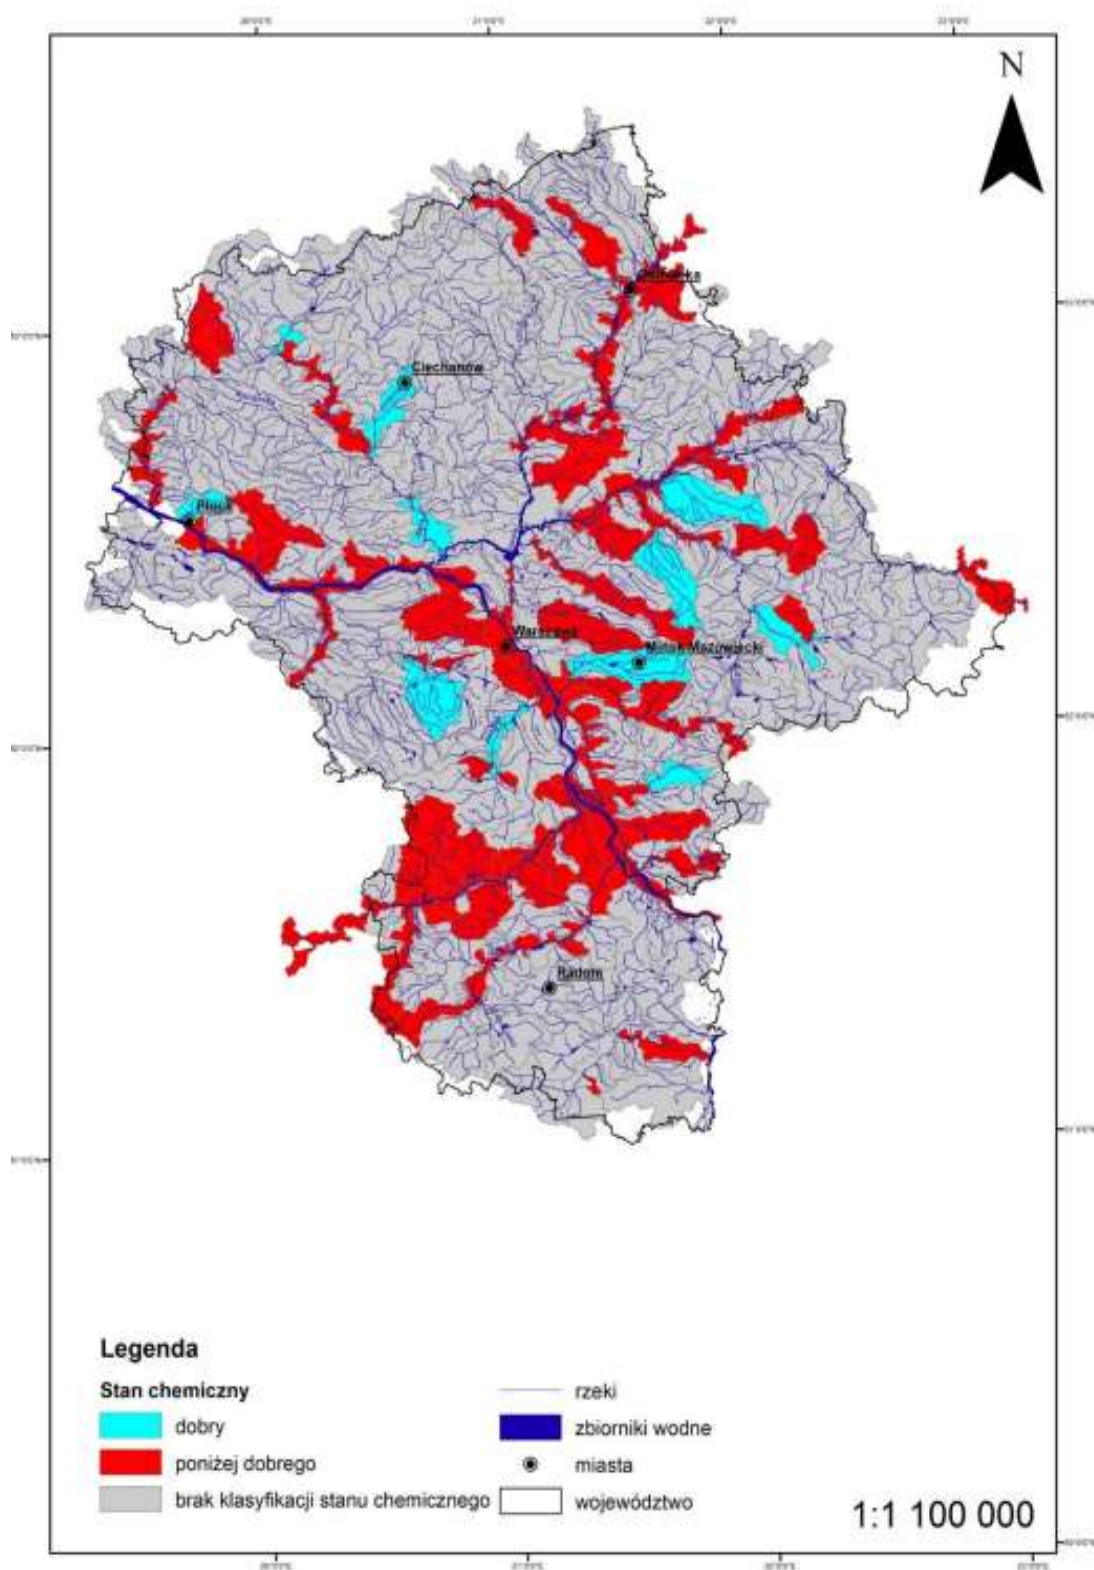 N
Ciechanów
Płock
Warszawa
Mińsk Mazowiecki
Radom
Legenda
Stan chemiczny
dobry
poniżej dobrego
brak klasyfikacji stanu chemicznego
rzeki
zbiorniki wodne
miasta
województwo
1:1 100 000